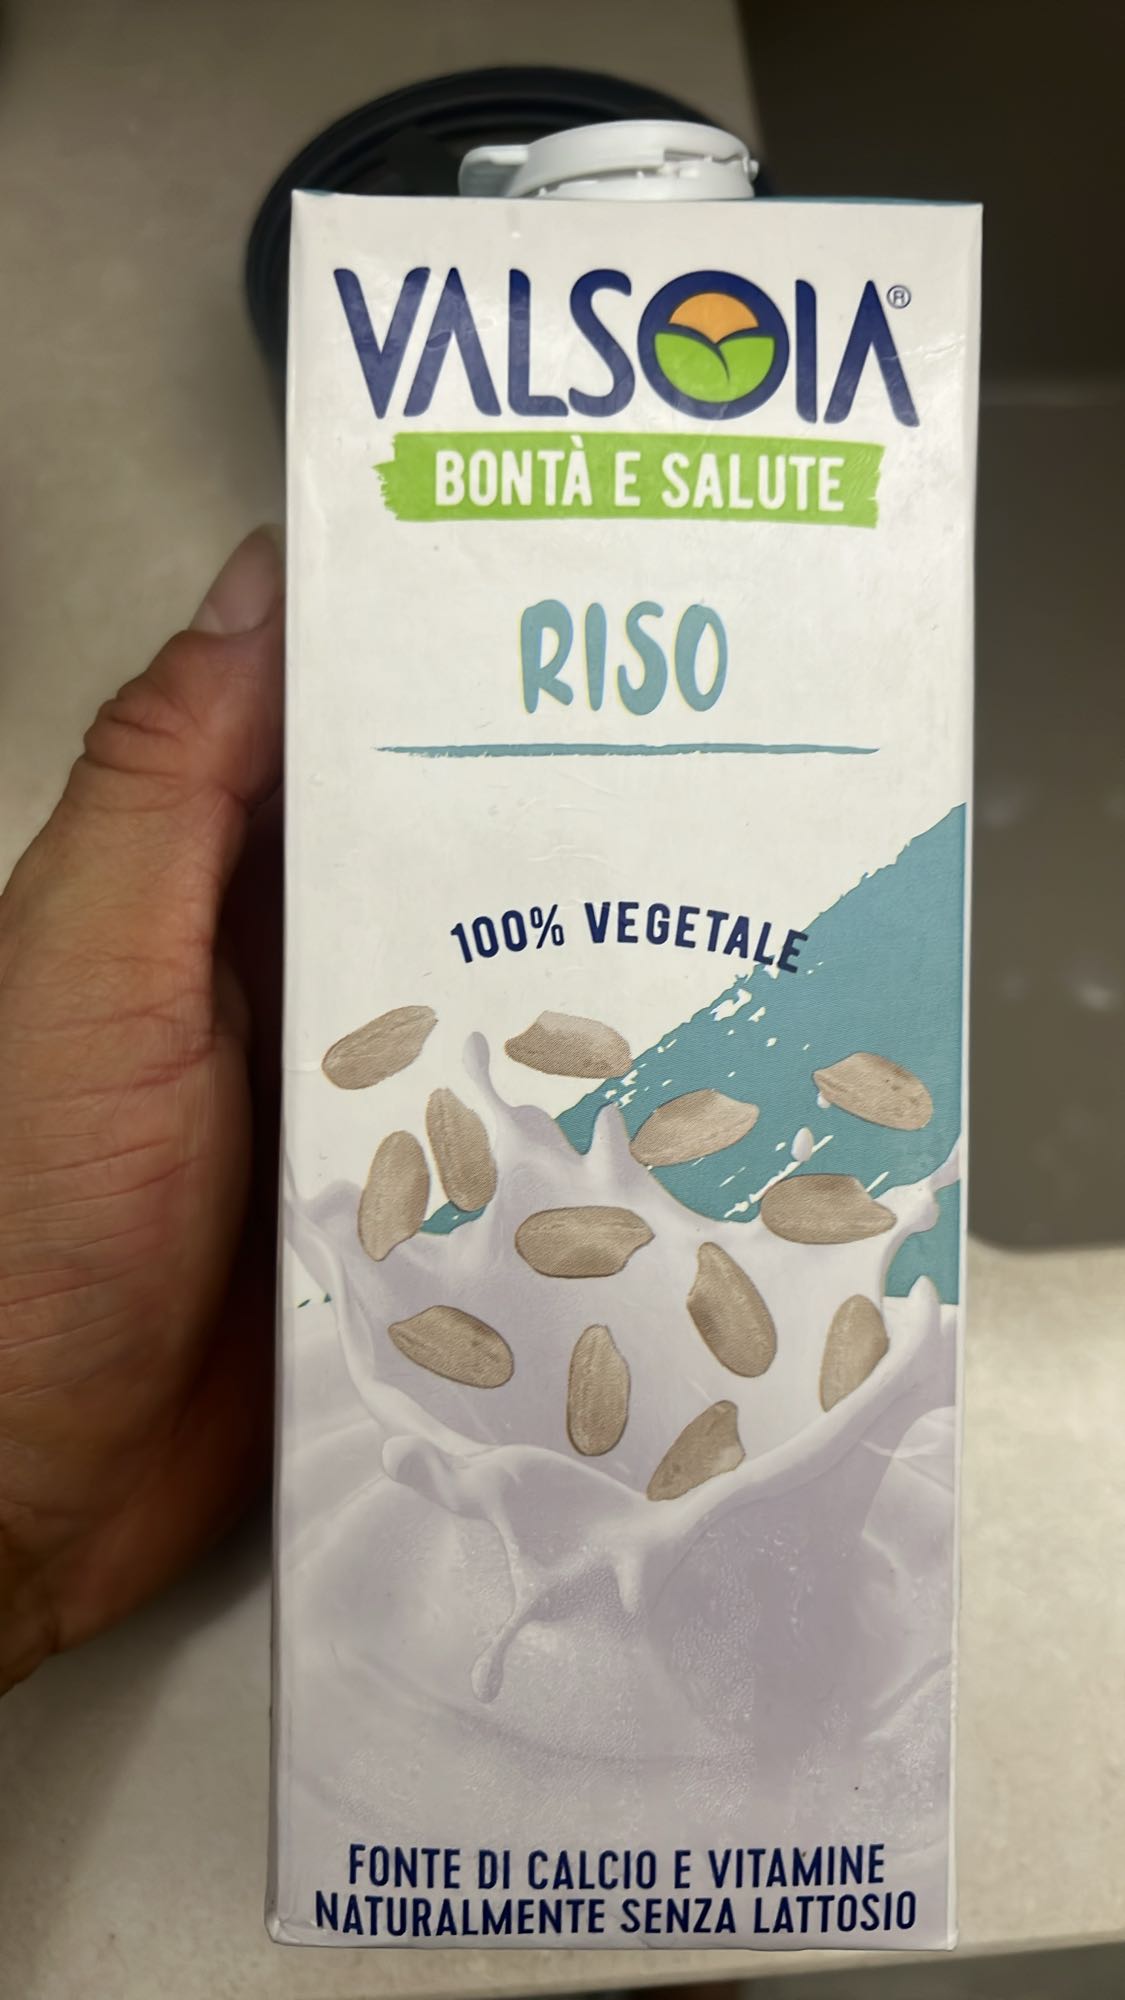 VALSOIA®
BONTÀ E SALUTE
RISO
100% VEGETALE
FONTE DI CALCIO E VITAMINE
NATURALMENTE SENZA LATTOSIO